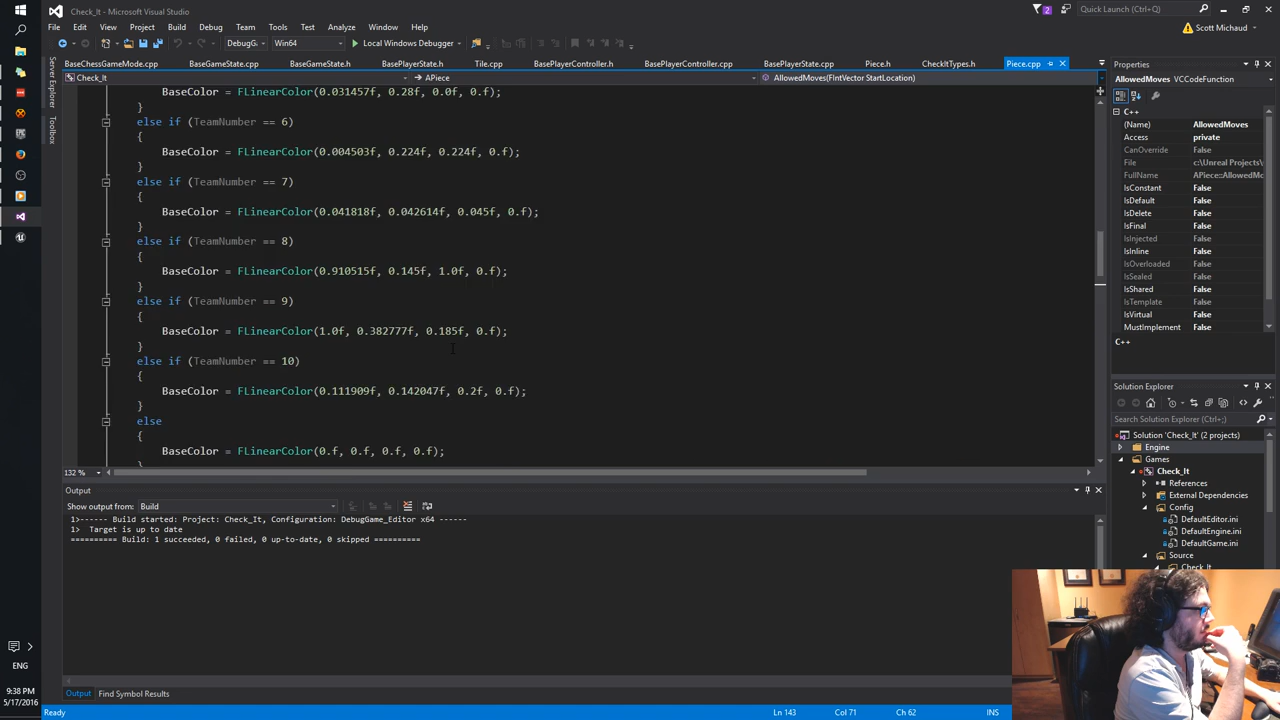 Check_It
Quick Launch (Ctrl+Q)
2
File Edit View Project Build Debug Team Tools Test Analyze Window Help
Scott Michaud
DebugG Win64 Local Windows Debugger
BaseChessGameMode.cpp BaseGameState.cpp BaseGameState.h BasePlayerState.h Tile.cpp BasePlayerController.h BasePlayerController.cpp BasePlayerState.cpp Piece.h CheckItTypes.h Piece.cpp
Check_It APiece AllowedMoves(FIntVector StartLocation)
Server Explorer
Toolbox
BaseColor = FLinearColor(0.031457f, 0.28f, 0.0f, 0.f);
}
else if (TeamNumber == 6)
{
BaseColor = FLinearColor(0.004503f, 0.224f, 0.224f, 0.f);
}
else if (TeamNumber == 7)
{
BaseColor = FLinearColor(0.041818f, 0.042614f, 0.045f, 0.f);
}
else if (TeamNumber == 8)
{
BaseColor = FLinearColor(0.910515f, 0.145f, 1.0f, 0.f);
}
else if (TeamNumber == 9)
{
BaseColor = FLinearColor(1.0f, 0.382777f, 0.185f, 0.f);
}
else if (TeamNumber == 10)
{
BaseColor = FLinearColor(0.111909f, 0.142047f, 0.2f, 0.f);
}
else
{
BaseColor = FLinearColor(0.f, 0.f, 0.f, 0.f);
132 %
Output
Show output from: Build
1>------ Build started: Project: Check_It, Configuration: DebugGame_Editor x64 ------
1> Target is up to date
========== Build: 1 succeeded, 0 failed, 0 up-to-date, 0 skipped ==========
Output Find Symbol Results
Properties
AllowedMoves VCCodeFunction
C++
(Name) AllowedMoves
Access private
CanOverride False
File c:\Unreal Projects\
FullName APiece::AllowedMo
IsConstant False
IsDefault False
IsDelete False
IsFinal False
IsInjected False
IsInline False
IsOverloaded False
IsSealed False
IsShared False
IsTemplate False
IsVirtual False
MustImplement False
C++
Solution Explorer
Search Solution Explorer (Ctrl+;)
Solution 'Check_It' (2 projects)
Engine
Games
Check_It
References
External Dependencies
Config
DefaultEditor.ini
DefaultEngine.ini
DefaultGame.ini
Source
Check_It
ENG
9:38 PM
5/17/2016
Ready Ln 143 Col 71 Ch 62 INS